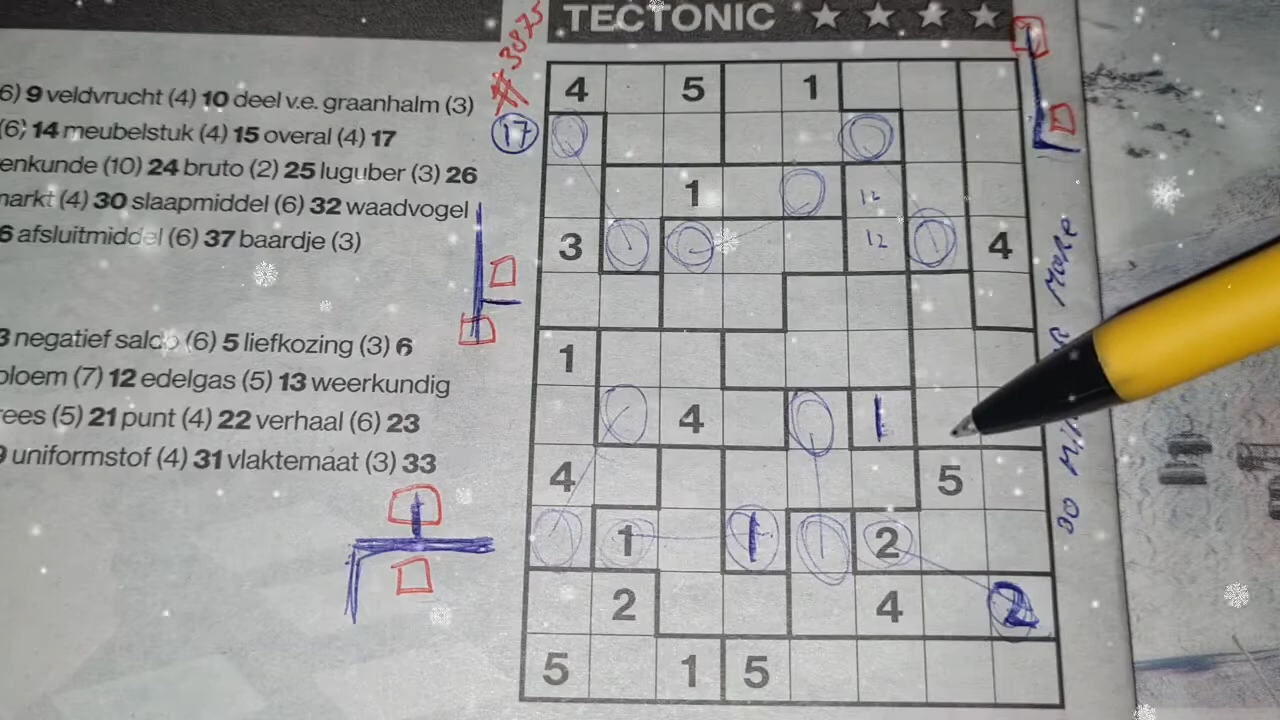 TECTONIC
#3875
17
6) 9 veldvrucht (4) 10 deel v.e. graanhalm (3)
(6) 14 meubelstuk (4) 15 overal (4) 17
enkunde (10) 24 bruto (2) 25 luguber (3) 26
markt (4) 30 slaapmiddel (6) 32 waadvogel
6 afsluitmiddel (6) 37 baardje (3)
3 negatief saldo (6) 5 liefkozing (3) 6
bloem (7) 12 edelgas (5) 13 weerkundig
rees (5) 21 punt (4) 22 verhaal (6) 23
9 uniformstof (4) 31 vlaktemaat (3) 33
4 5 1
1 12
3 12 4
1
4 1
4 5
1 1 2
2 4 2
5 1 5
DO MORE